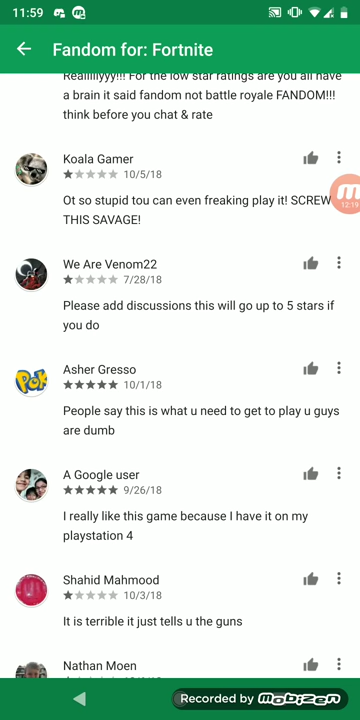 11:59
Fandom for: Fortnite
Realllllyyy!!! For the low star ratings are you all have
a brain it said fandom not battle royale FANDOM!!!
think before you chat & rate
Koala Gamer
10/5/18
Ot so stupid tou can even freaking play it! SCREW
THIS SAVAGE!
12:19
We Are Venom22
7/28/18
Please add discussions this will go up to 5 stars if
you do
Asher Gresso
10/1/18
People say this is what u need to get to play u guys
are dumb
A Google user
9/26/18
I really like this game because I have it on my
playstation 4
Shahid Mahmood
10/3/18
It is terrible it just tells u the guns
Nathan Moen
Recorded by mobizen